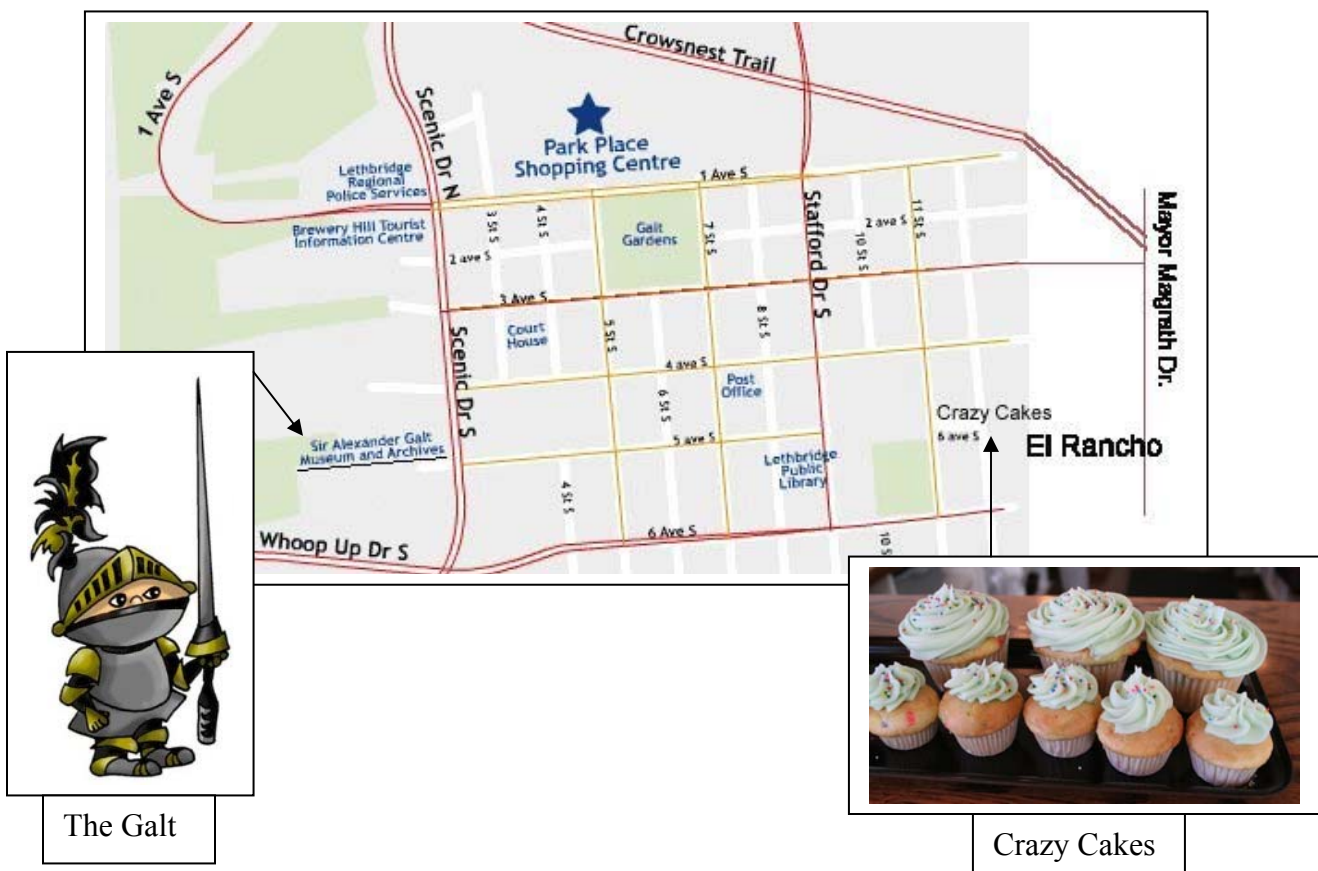 Crowsnest Trail
1 Ave S
Scenic Dr N
Park Place
Shopping Centre
Lethbridge
Regional
Police Services
1 Ave S
Brewery Hill Tourist
Information Centre
3 St S
4 St S
2 ave S
Galt
Gardens
7 St S
Stafford Dr S
2 ave S
10 St S
11 St S
Mayor Magrath Dr.
3 Ave S
Court
House
5 St S
8 St S
Scenic Dr S
4 ave S
Post
Office
6 St S
Crazy Cakes
6 ave S
El Rancho
Sir Alexander Galt
Museum and Archives
5 ave S
Lethbridge
Public
Library
4 St S
Whoop Up Dr S
6 Ave S
10 S
The Galt
Crazy Cakes